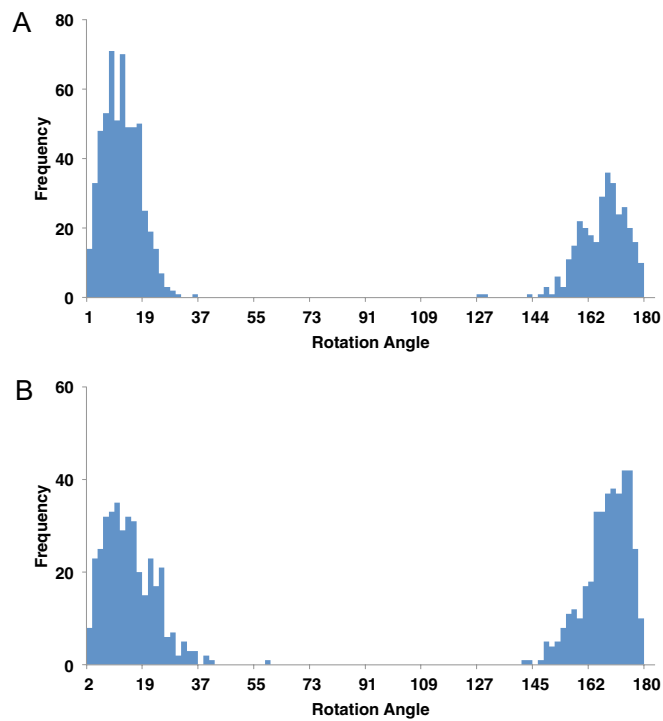 A
80
60
40
20
0
Frequency
1 19 37 55 73 91 109 127 144 162 180
Rotation Angle
B
60
40
20
0
Frequency
2 19 37 55 73 91 109 127 145 162 180
Rotation Angle